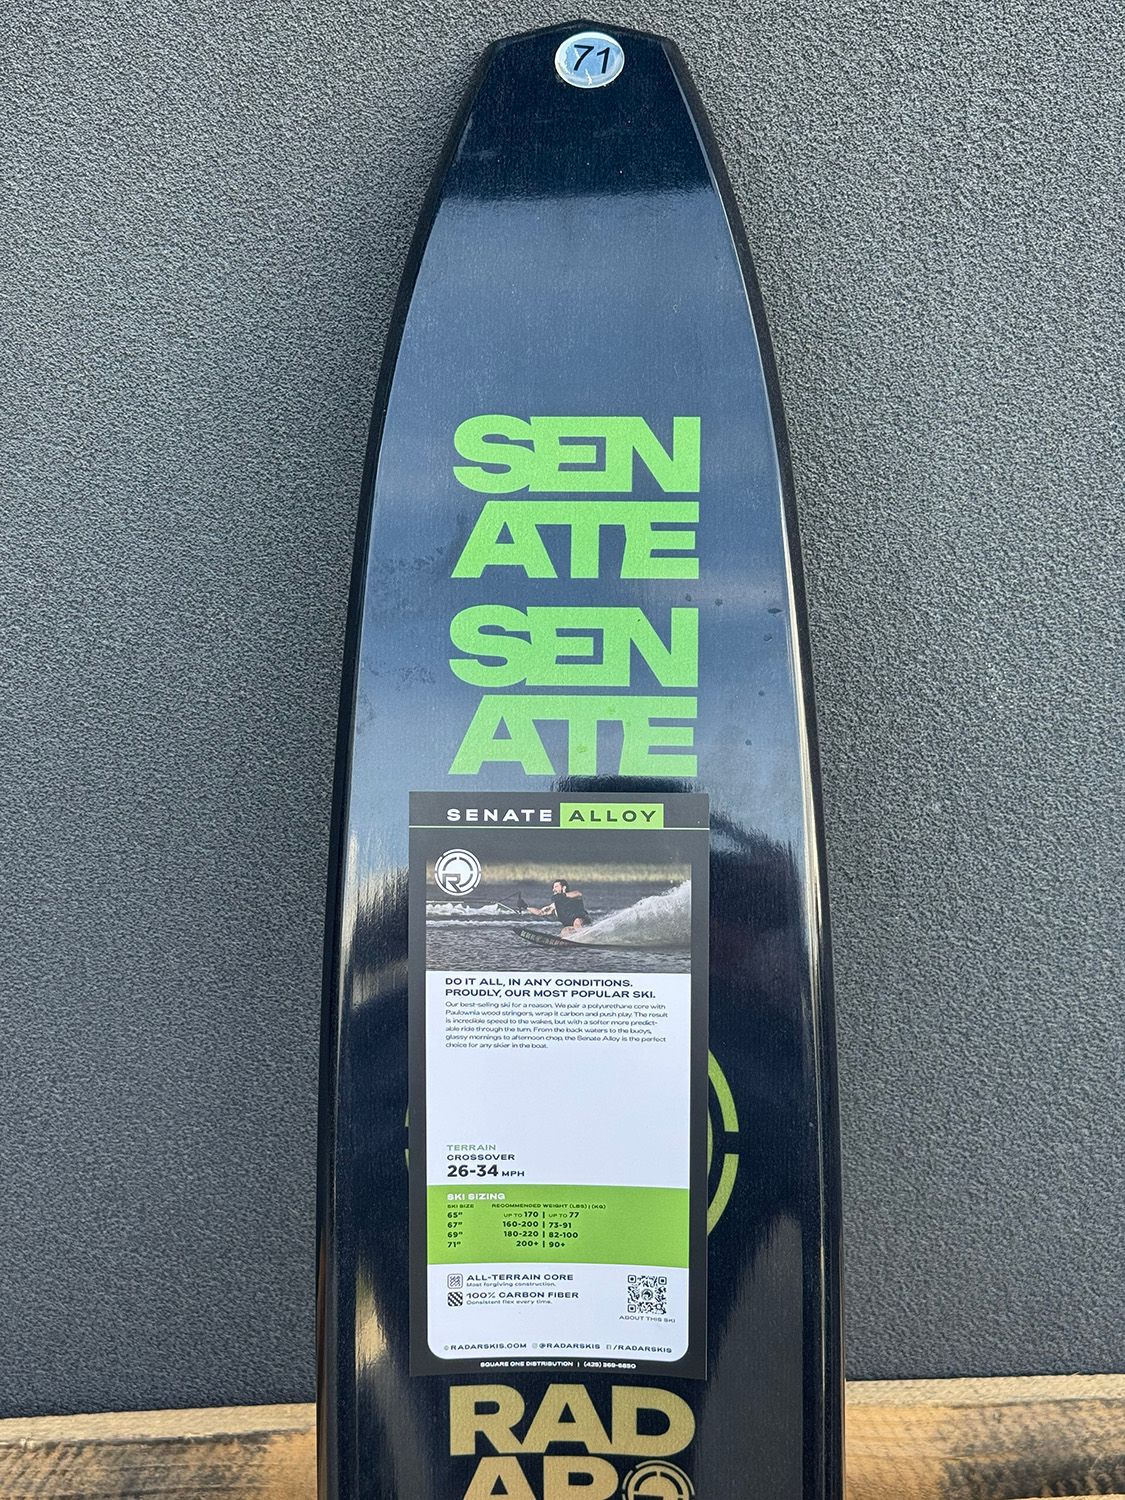 71
SEN
ATE
SEN
ATE
SENATE ALLOY
R
DO IT ALL, IN ANY CONDITIONS.
PROUDLY, OUR MOST POPULAR SKI.
Our best-selling ski for a reason. We pair a polyurethane core with
Paulownia wood stringers, wrap it carbon and push play. The result
is incredible speed to the wakes, but with a softer more predict-
able ride through the turn. From the back waters to the buoys,
glassy mornings to afternoon chop, the Senate Alloy is the perfect
choice for any skier in the boat.
TERRAIN
CROSSOVER
26-34 MPH
SKI SIZING
SKI SIZE RECOMMENDED WEIGHT (LBS) | (KG)
65" UP TO 170 | UP TO 77
67" 160-200 | 73-91
69" 180-220 | 82-100
71" 200+ | 90+
ALL-TERRAIN CORE
Most forgiving construction.
100% CARBON FIBER
Consistent flex every time.
ABOUT THIS SKI
RADARSKIS.COM @RADARSKIS /RADARSKIS
SQUARE ONE DISTRIBUTION | (425) 369-6850
RAD
AR